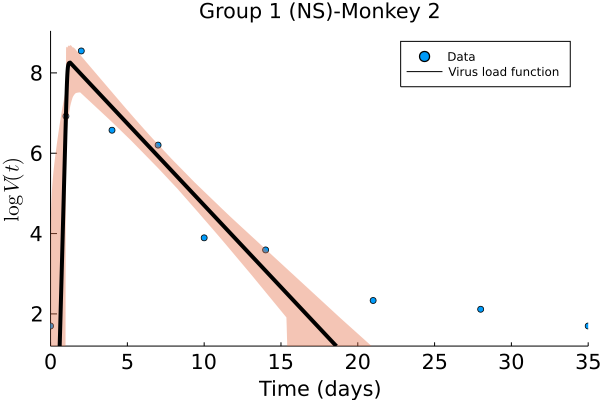 Group 1 (NS)-Monkey 2
Data
Virus load function
log V(t)
8
6
4
2
0 5 10 15 20 25 30 35
Time (days)